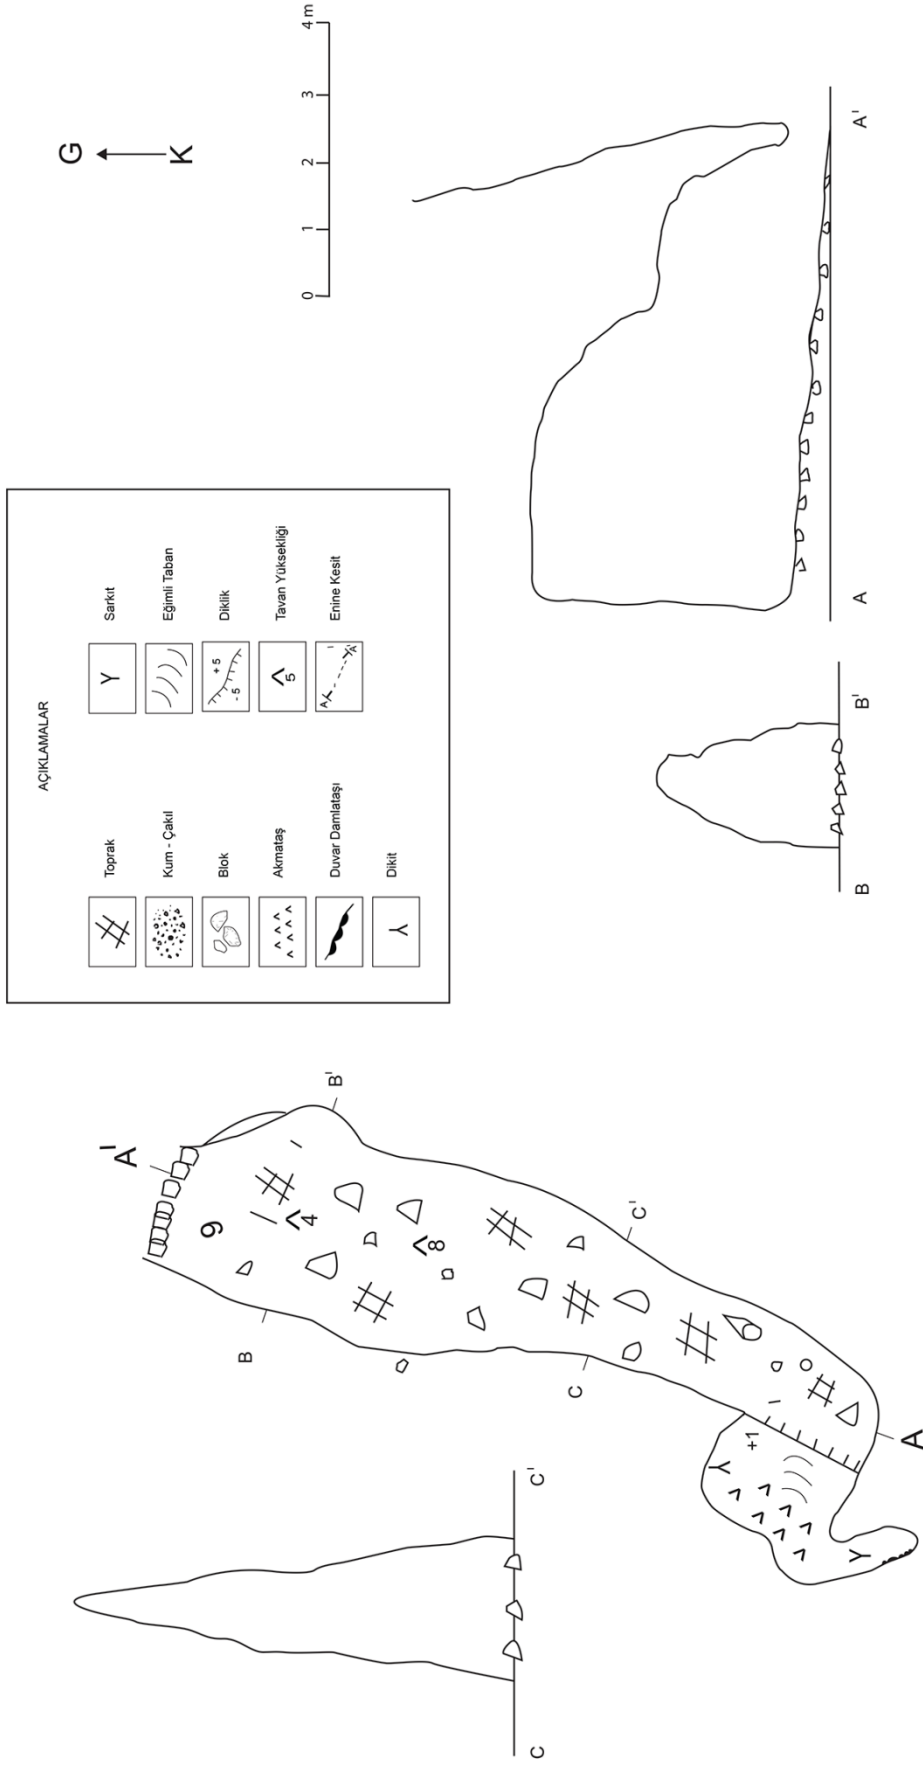 G
K
0 1 2 3 4 m
AÇIKLAMALAR
Toprak
Sarkıt
Kum - Çakıl
Eğimli Taban
Blok
+ 5
- 5
Diklik
Akmataş
5
Tavan Yüksekliği
Duvar Damlataşı
A
A'
Enine Kesit
Dikit
A
A'
B
B'
A'
B'
9
4
8
B
C'
C
+1
A
C
C'